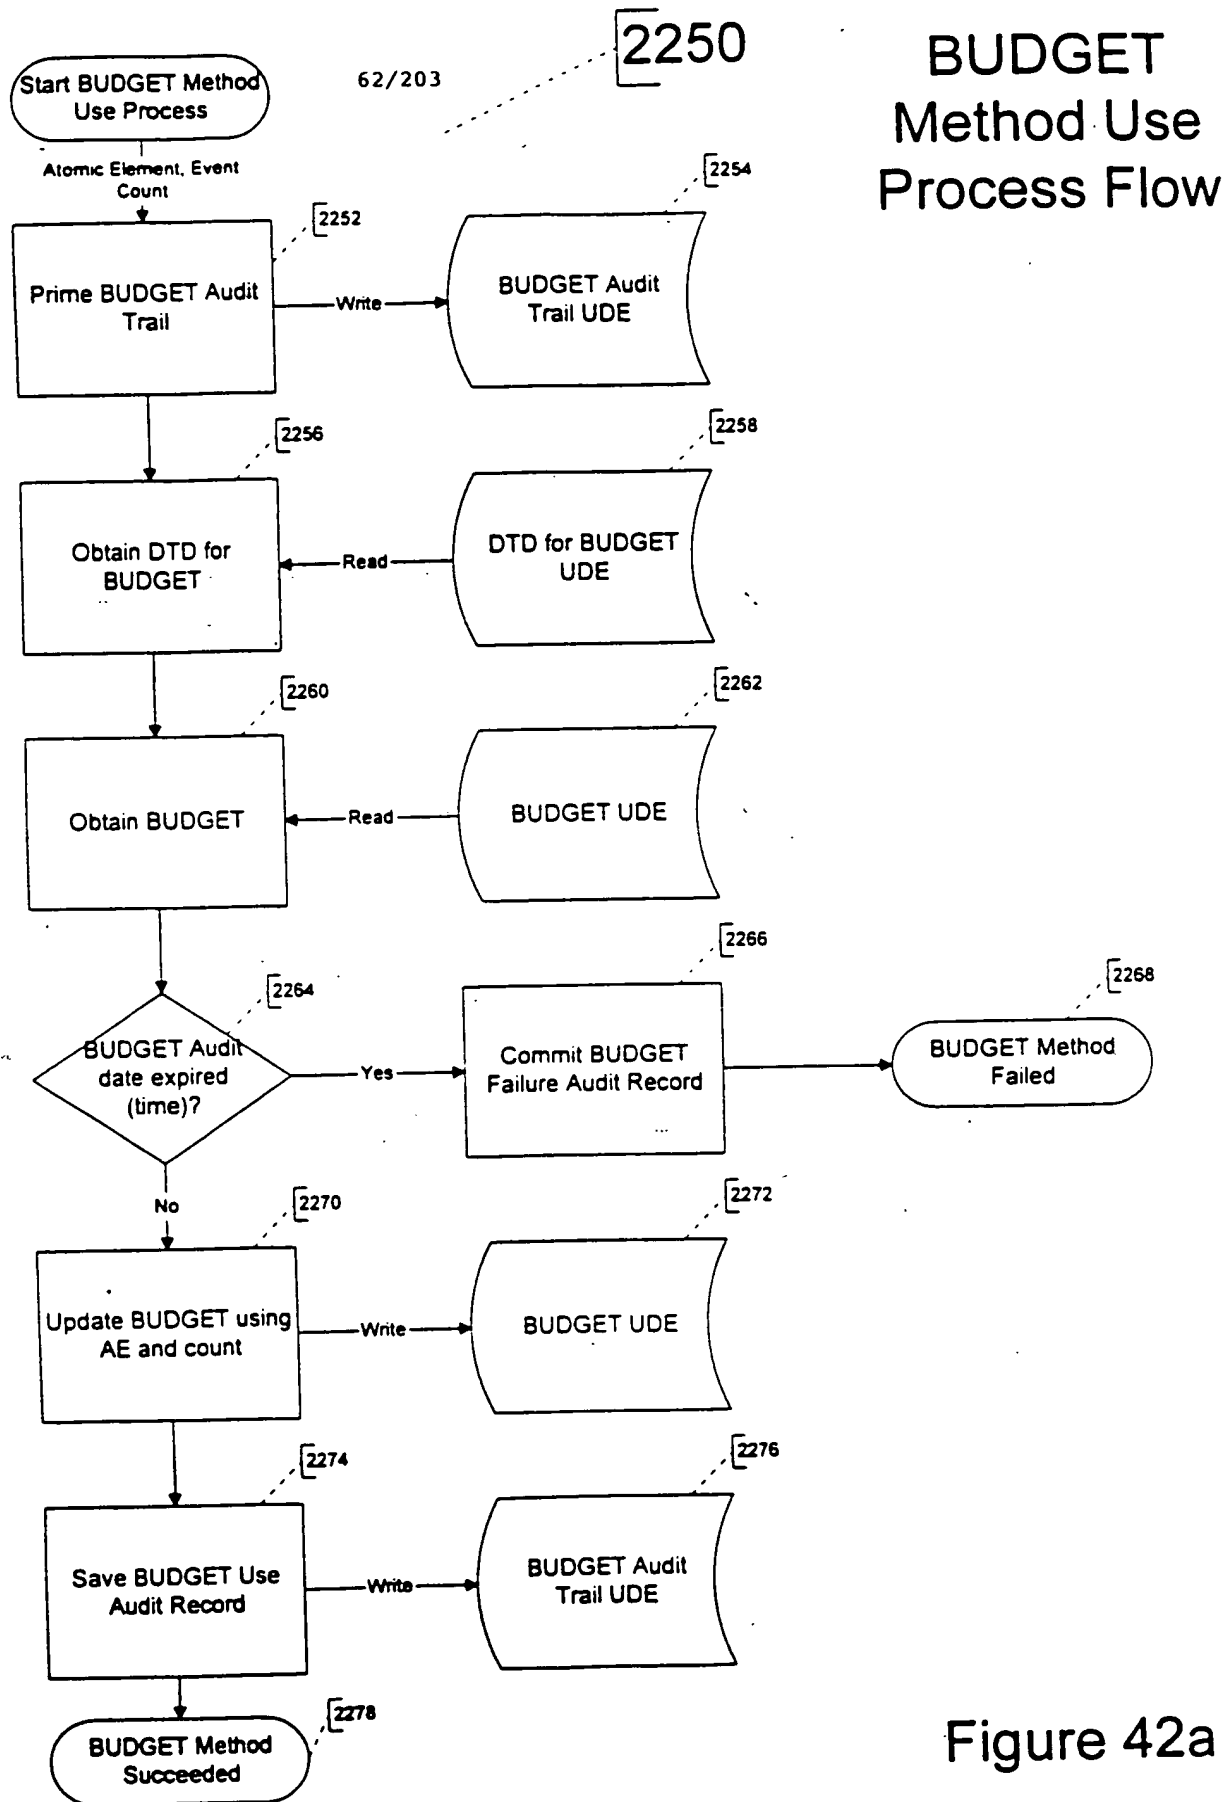 2250
BUDGET
Method Use
Process Flow
62/203
Start BUDGET Method
Use Process
Atomic Element, Event
Count
2252
2254
Prime BUDGET Audit
Trail
Write
BUDGET Audit
Trail UDE
2256
2258
Obtain DTD for
BUDGET
Read
DTD for BUDGET
UDE
2260
2262
Obtain BUDGET
Read
BUDGET UDE
2264
2266
2268
BUDGET Audit
date expired
(time)?
Yes
Commit BUDGET
Failure Audit Record
BUDGET Method
Failed
No
2270
2272
Update BUDGET using
AE and count
Write
BUDGET UDE
2274
2276
Save BUDGET Use
Audit Record
Write
BUDGET Audit
Trail UDE
2278
BUDGET Method
Succeeded
Figure 42a